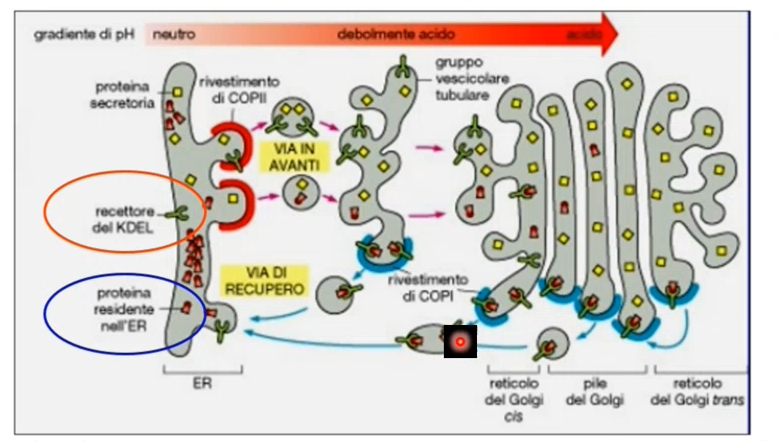 gradiente di pH neutro debolmente acido acido
proteina
secretoria
rivestimento
di COPII
gruppo
vescicolare
tubulare
VIA IN
AVANTI
recettore
del KDEL
VIA DI
RECUPERO
rivestimento
di COPI
proteina
residente
nell'ER
ER
reticolo
del Golgi
cis
pile
del Golgi
reticolo
del Golgi trans